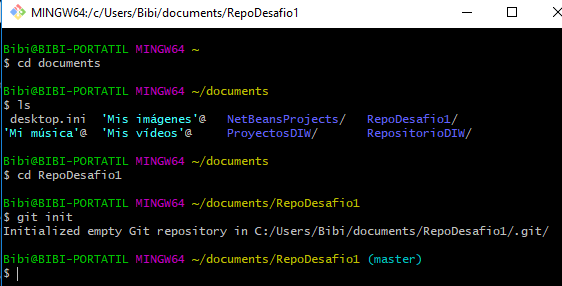 MINGW64:/c/Users/Bibi/documents/RepoDesafio1
Bibi@BIBI-PORTATIL MINGW64 ~
$ cd documents
Bibi@BIBI-PORTATIL MINGW64 ~/documents
$ ls
desktop.ini 'Mis imágenes'@ NetBeansProjects/ RepoDesafio1/
'Mi música'@ 'Mis vídeos'@ ProyectosDIW/ RepositorioDIW/
Bibi@BIBI-PORTATIL MINGW64 ~/documents
$ cd RepoDesafio1
Bibi@BIBI-PORTATIL MINGW64 ~/documents/RepoDesafio1
$ git init
Initialized empty Git repository in C:/Users/Bibi/documents/RepoDesafio1/.git/
Bibi@BIBI-PORTATIL MINGW64 ~/documents/RepoDesafio1 (master)
$